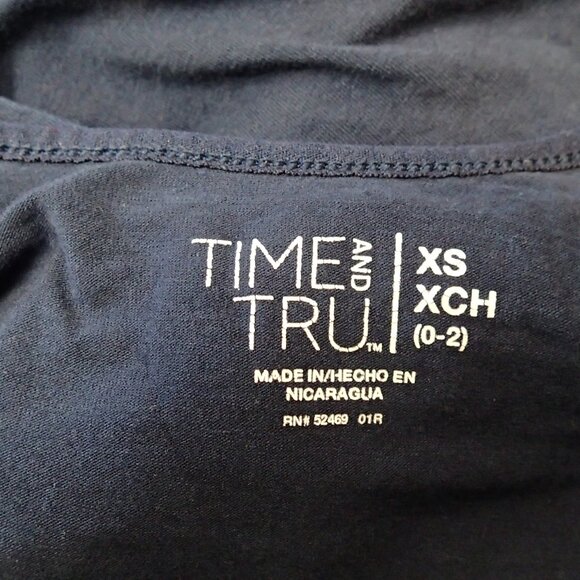 TIME AND
TRU™
XS
XCH
(0-2)
MADE IN/HECHO EN
NICARAGUA
RN# 52469 01R